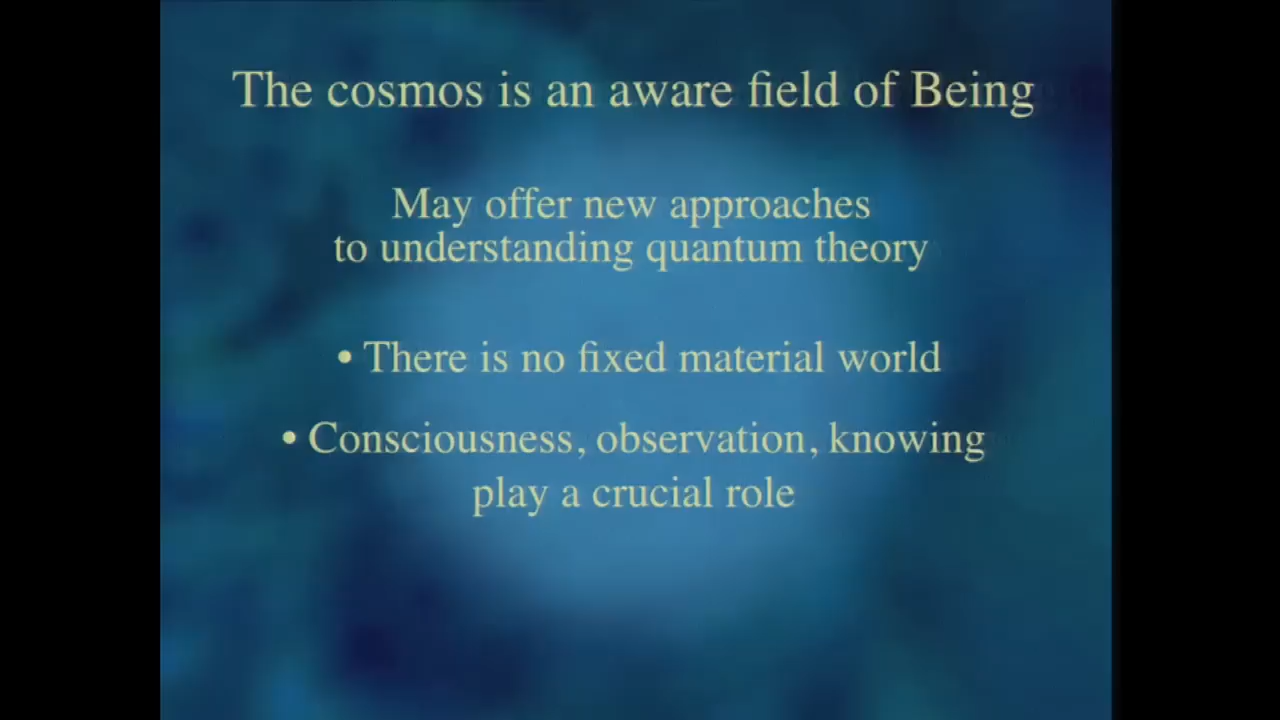 The cosmos is an aware field of Being
May offer new approaches
to understanding quantum theory
• There is no fixed material world
• Consciousness, observation, knowing
play a crucial role